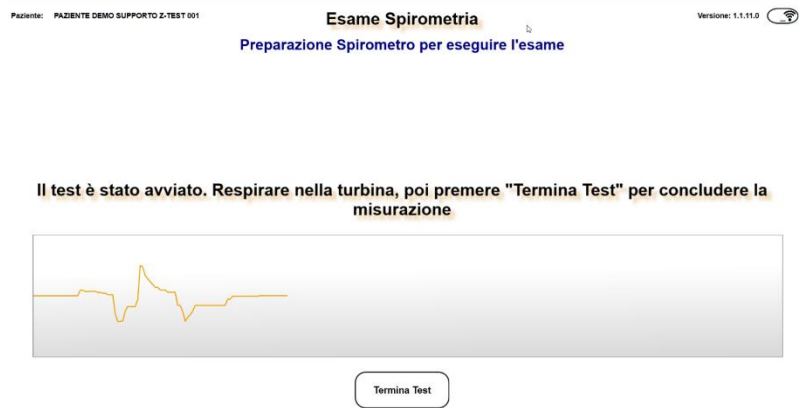 Paziente: PAZIENTE DEMO SUPPORTO Z-TEST 001
Esame Spirometria
Versione: 1.1.11.0
Preparazione Spirometro per eseguire l'esame
Il test è stato avviato. Respirare nella turbina, poi premere "Termina Test" per concludere la
misurazione
Termina Test